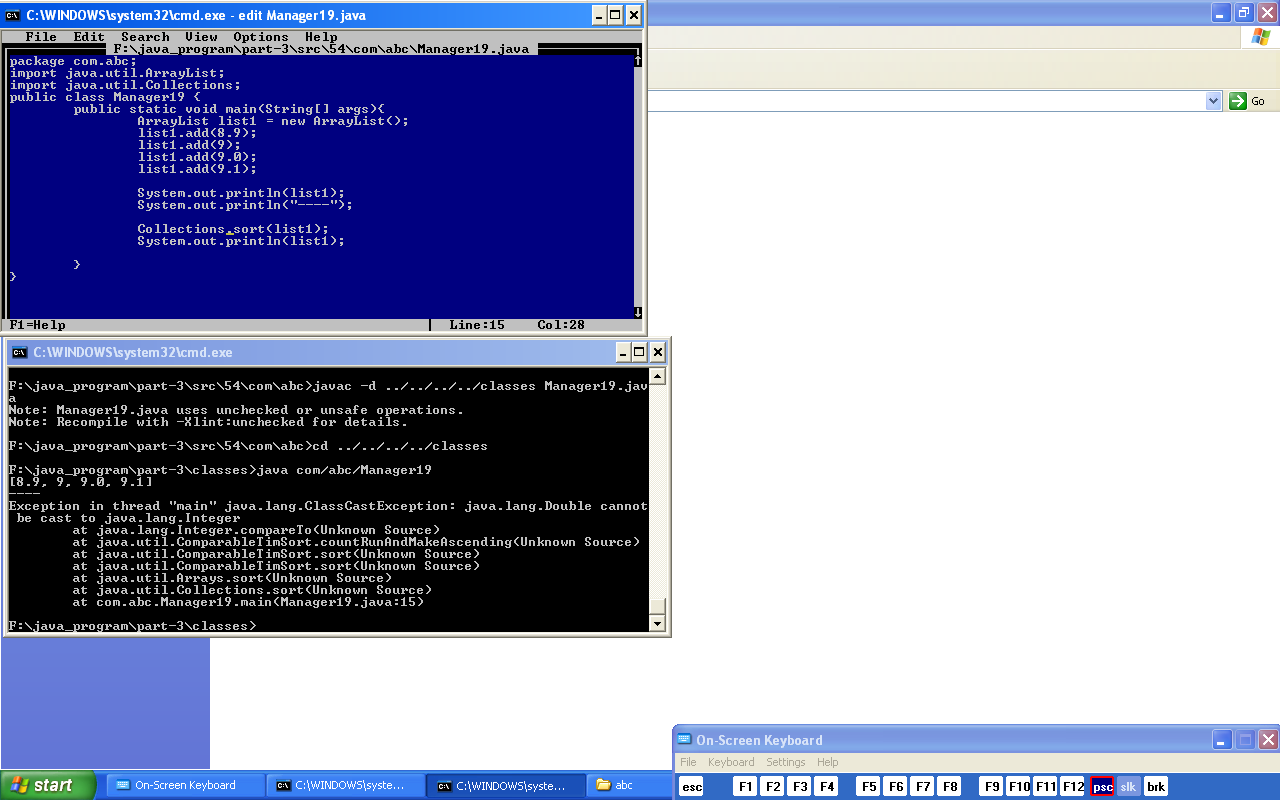 C:\WINDOWS\system32\cmd.exe - edit Manager19.java
File Edit Search View Options Help
F:\java_program\part-3\src\54\com\abc\Manager19.java
package com.abc;
import java.util.ArrayList;
import java.util.Collections;
public class Manager19 {
public static void main(String[] args){
ArrayList list1 = new ArrayList();
list1.add(8.9);
list1.add(9);
list1.add(9.0);
list1.add(9.1);
System.out.println(list1);
System.out.println("----");
Collections.sort(list1);
System.out.println(list1);
}
}
F1=Help Line:15 Col:28
Go
C:\WINDOWS\system32\cmd.exe
F:\java_program\part-3\src\54\com\abc>javac -d ../../../../classes Manager19.jav
a
Note: Manager19.java uses unchecked or unsafe operations.
Note: Recompile with -Xlint:unchecked for details.
F:\java_program\part-3\src\54\com\abc>cd ../../../../classes
F:\java_program\part-3\classes>java com/abc/Manager19
[8.9, 9, 9.0, 9.1]
----
Exception in thread "main" java.lang.ClassCastException: java.lang.Double cannot
be cast to java.lang.Integer
at java.lang.Integer.compareTo(Unknown Source)
at java.util.ComparableTimSort.countRunAndMakeAscending(Unknown Source)
at java.util.ComparableTimSort.sort(Unknown Source)
at java.util.ComparableTimSort.sort(Unknown Source)
at java.util.Arrays.sort(Unknown Source)
at java.util.Collections.sort(Unknown Source)
at com.abc.Manager19.main(Manager19.java:15)
F:\java_program\part-3\classes>
On-Screen Keyboard
File Keyboard Settings Help
esc F1 F2 F3 F4 F5 F6 F7 F8 F9 F10 F11 F12 psc slk brk
start On-Screen Keyboard C:\WINDOWS\syste... C:\WINDOWS\syste... abc